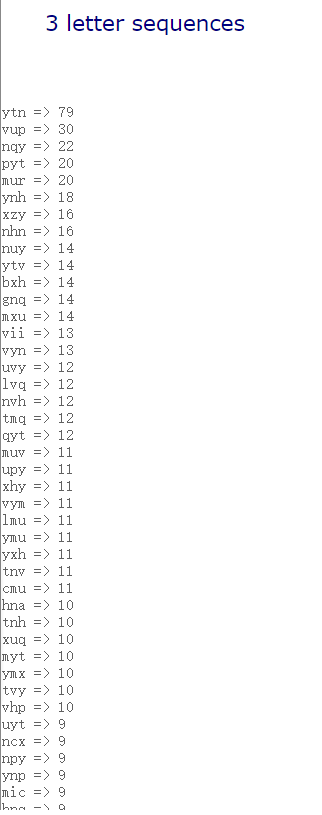 3 letter sequences
ytn => 79
vup => 30
nqy => 22
pyt => 20
mur => 20
ynh => 18
xzy => 16
nhn => 16
nuy => 14
ytv => 14
bxh => 14
gnq => 14
mxu => 14
vii => 13
vyn => 13
uvy => 12
lvq => 12
nvh => 12
tmq => 12
qyt => 12
muv => 11
upy => 11
xhy => 11
vym => 11
lmu => 11
ymu => 11
yxh => 11
tnv => 11
cmu => 11
hna => 10
tnh => 10
xuq => 10
myt => 10
ymx => 10
tvy => 10
vhp => 10
uyt => 9
ncx => 9
npy => 9
ynp => 9
mic => 9